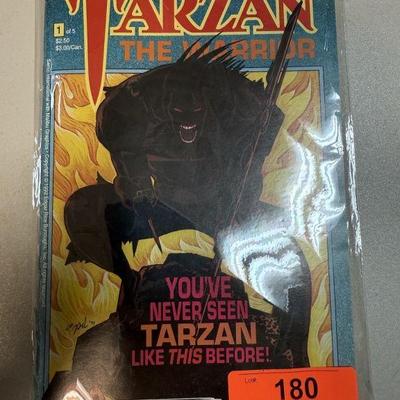 TARZAN
THE WARRIOR
1 of 5
$2.50
$3.00/Can.
YOU'VE
NEVER SEEN
TARZAN
LIKE THIS BEFORE!
LOT#
180